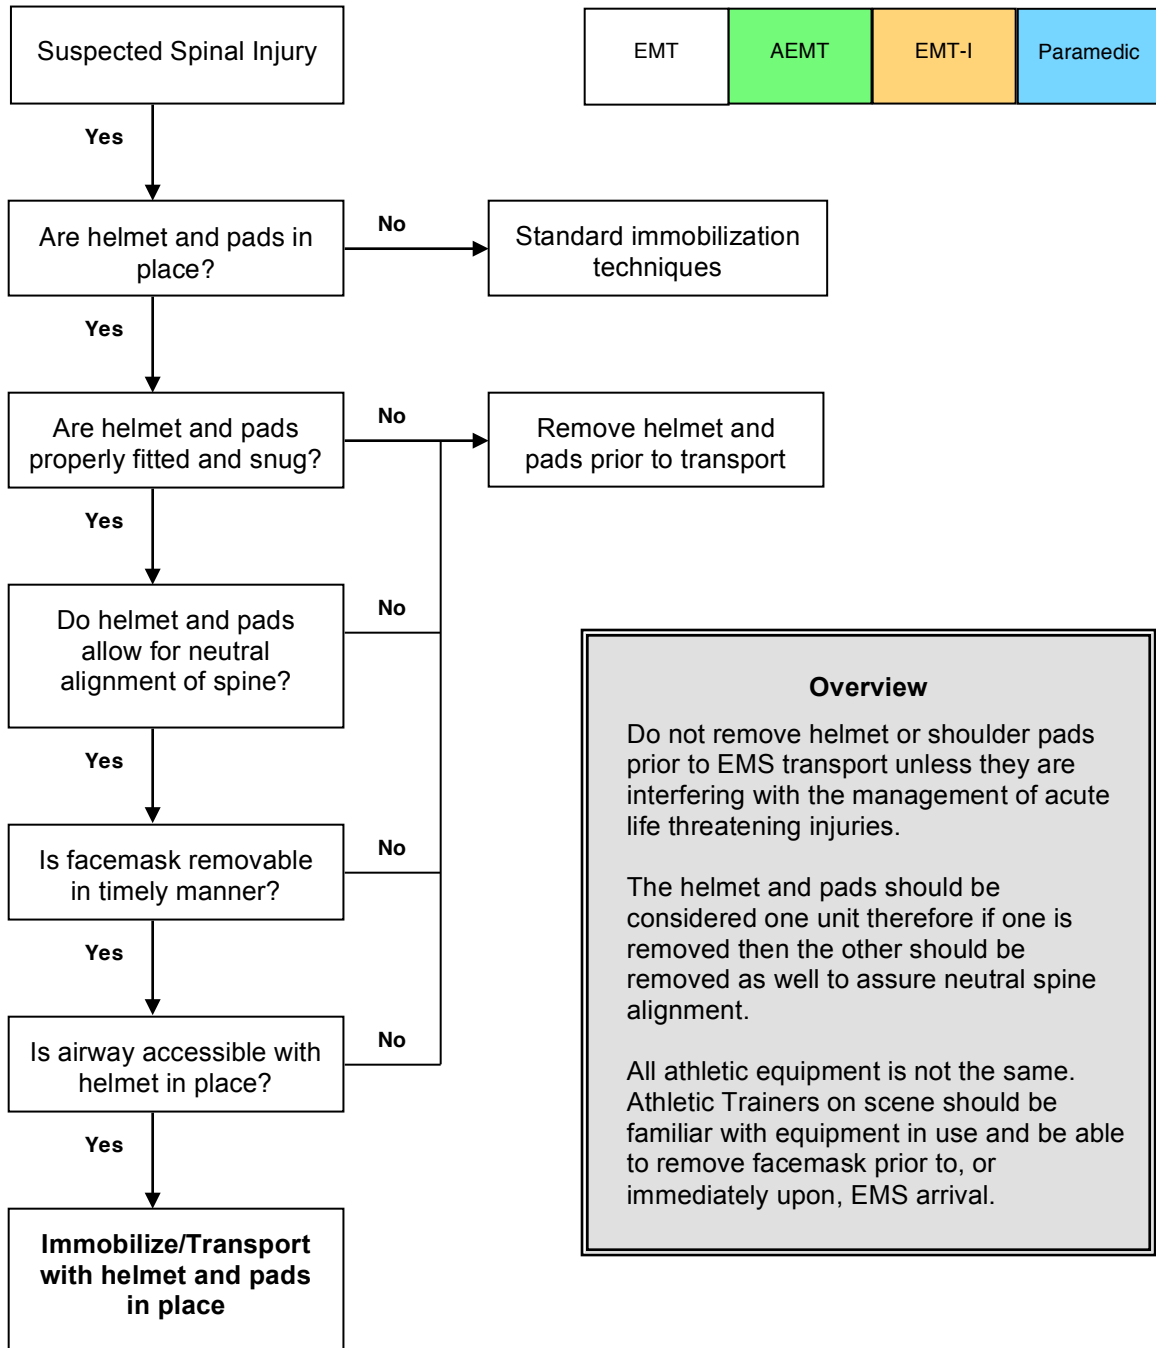 Suspected Spinal Injury
EMT
AEMT
EMT-I
Paramedic
Yes
Are helmet and pads in
place?
No
Standard immobilization
techniques
Yes
Are helmet and pads
properly fitted and snug?
No
Remove helmet and
pads prior to transport
Yes
Do helmet and pads
allow for neutral
alignment of spine?
No
Yes
Is facemask removable
in timely manner?
No
Yes
Is airway accessible with
helmet in place?
No
Yes
Immobilize/Transport
with helmet and pads
in place
Overview
Do not remove helmet or shoulder pads
prior to EMS transport unless they are
interfering with the management of acute
life threatening injuries.
The helmet and pads should be
considered one unit therefore if one is
removed then the other should be
removed as well to assure neutral spine
alignment.
All athletic equipment is not the same.
Athletic Trainers on scene should be
familiar with equipment in use and be able
to remove facemask prior to, or
immediately upon, EMS arrival.